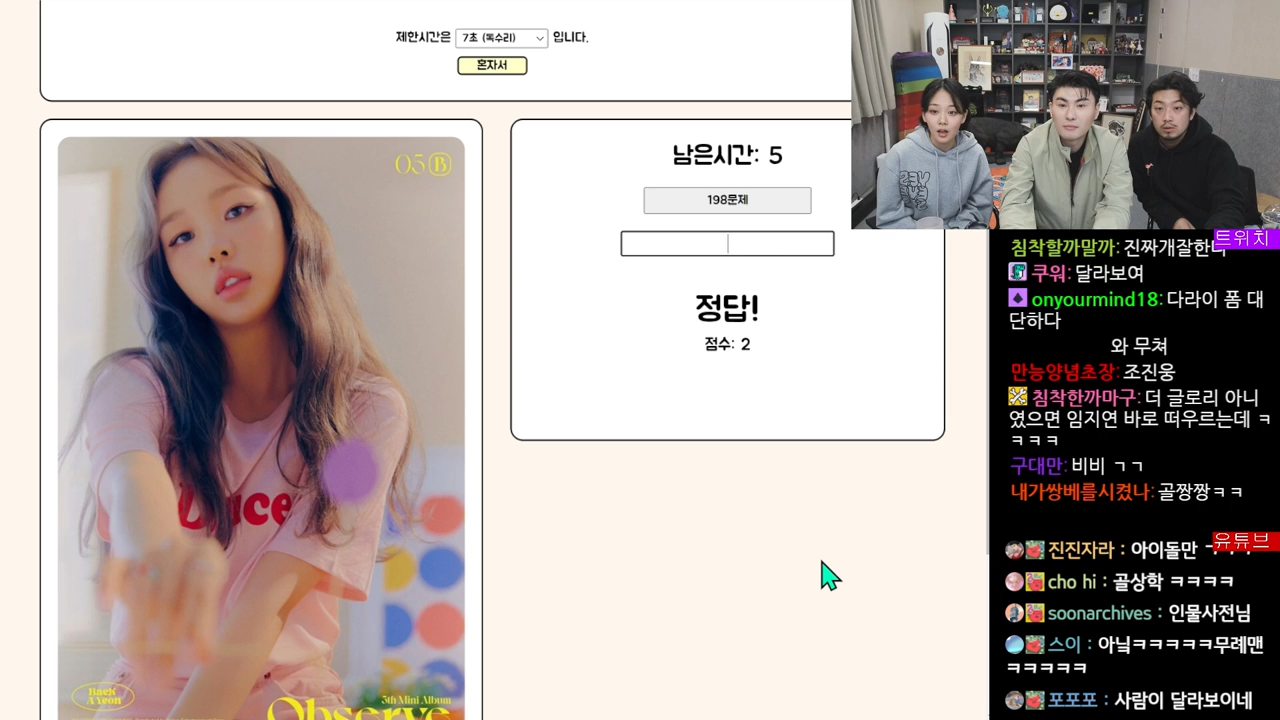 제한시간은 7초 (독수리) 입니다.
혼자서
05 B
Luce
Baek
A Yeon
5th Mini Album
Observe
남은시간: 5
198문제
정답!
점수: 2
트위치
침착할까말까: 진짜개잘한다
쿠워: 달라보여
onyourmind18: 다라이 폼 대
단하다
와 무쳐
만능양념초장: 조진웅
침착한까마구: 더 글로리 아니
였으면 임지연 바로 떠우르는데 ㅋ
ㅋㅋㅋ
구대만: 비비 ㄱㄱ
내가쌍베를시켰나: 골짱짱ㅋㅋ
유튜브
진진자라 : 아이돌만
cho hi : 골상학 ㅋㅋㅋㅋ
soonarchives : 인물사전님
스이 : 아닠ㅋㅋㅋㅋㅋ무례맨
ㅋㅋㅋㅋㅋ
포포포 : 사람이 달라보이네